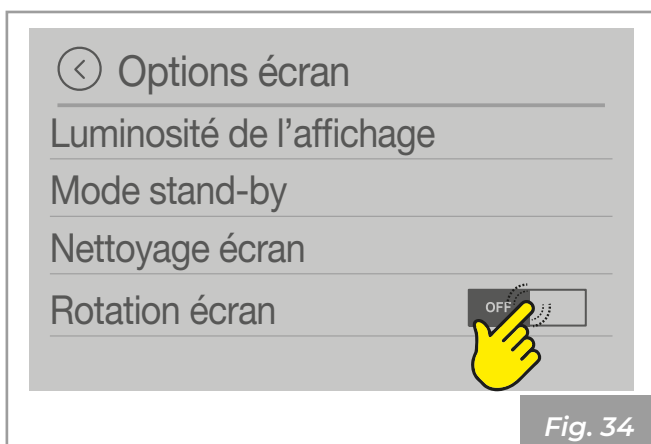 Options écran
Luminosité de l’affichage
Mode stand-by
Nettoyage écran
Rotation écran
OFF
Fig. 34